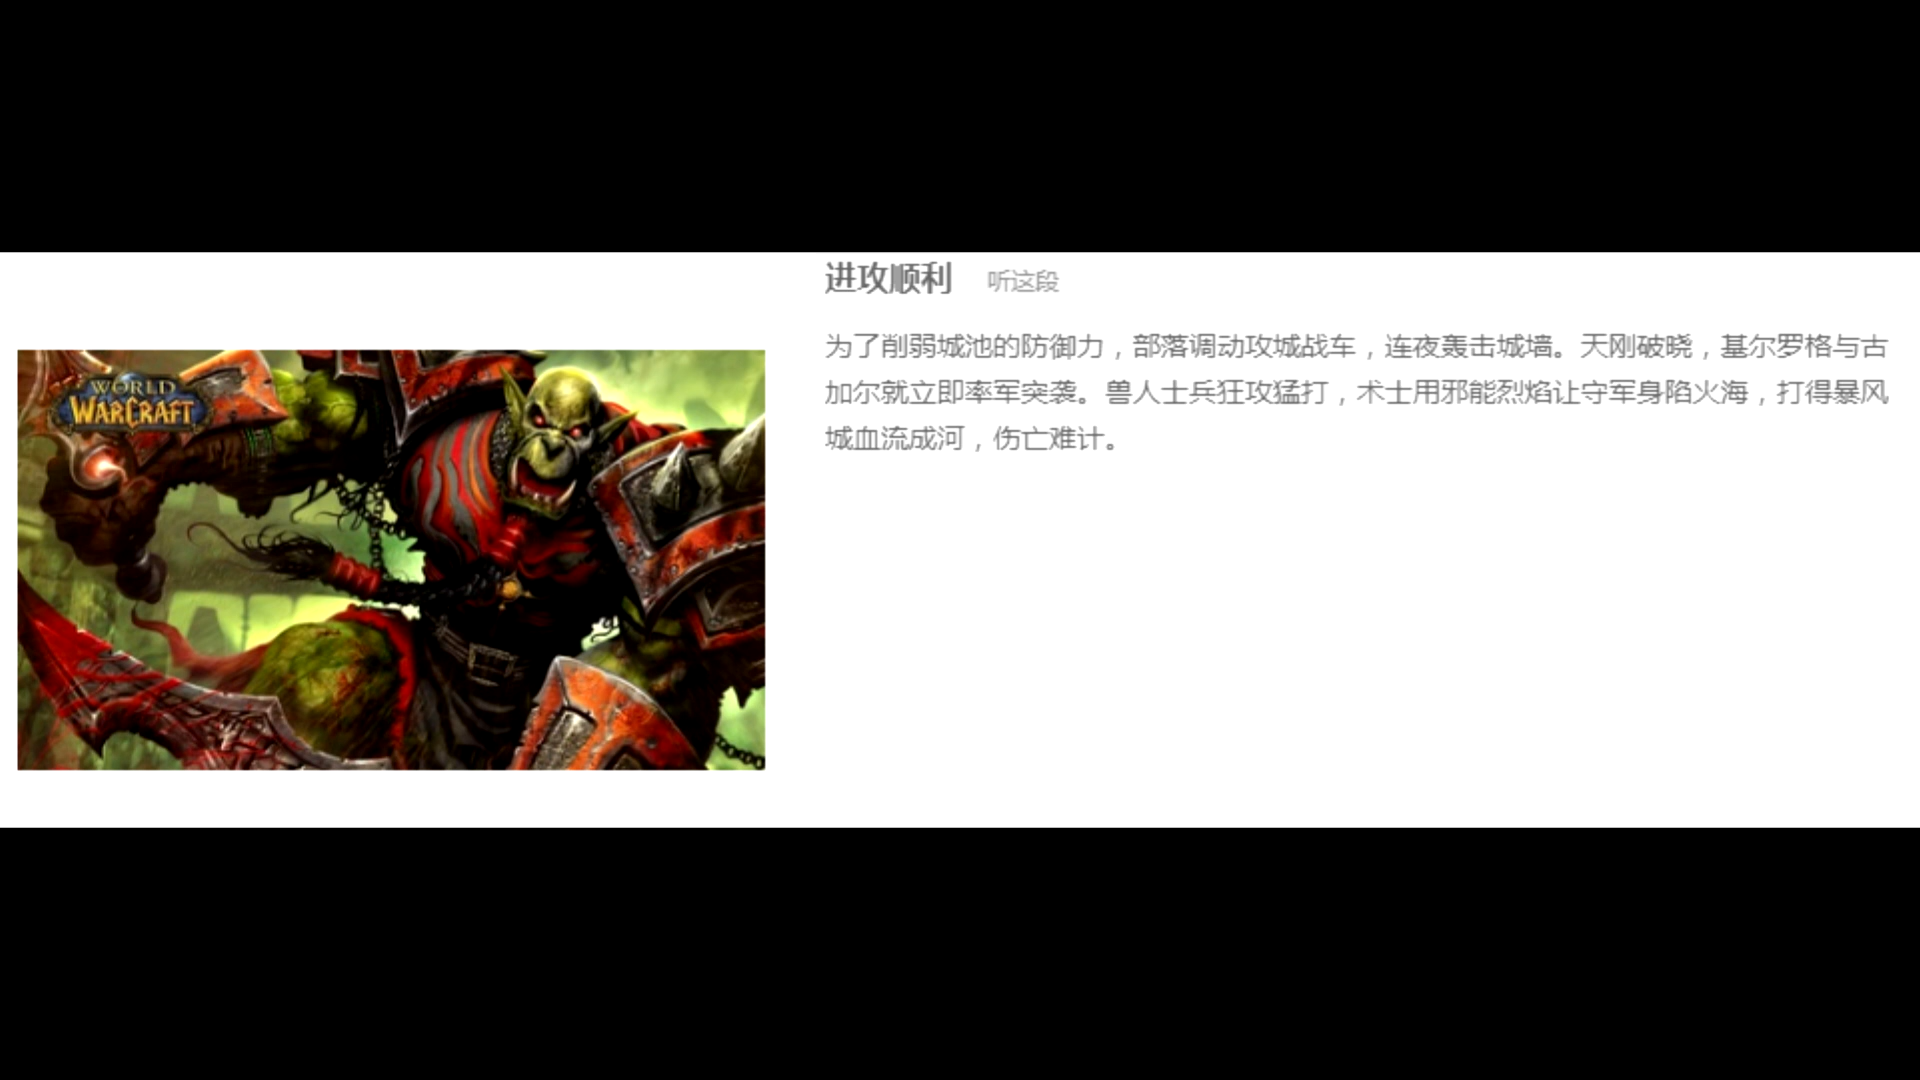 进攻顺利 听这段
为了削弱城池的防御力，部落调动攻城战车，连夜轰击城墙。天刚破晓，基尔罗格与古
加尔就立即率军突袭。兽人士兵狂攻猛打，术士用邪能烈焰让守军身陷火海，打得暴风
城血流成河，伤亡难计。
WORLD
WARCRAFT